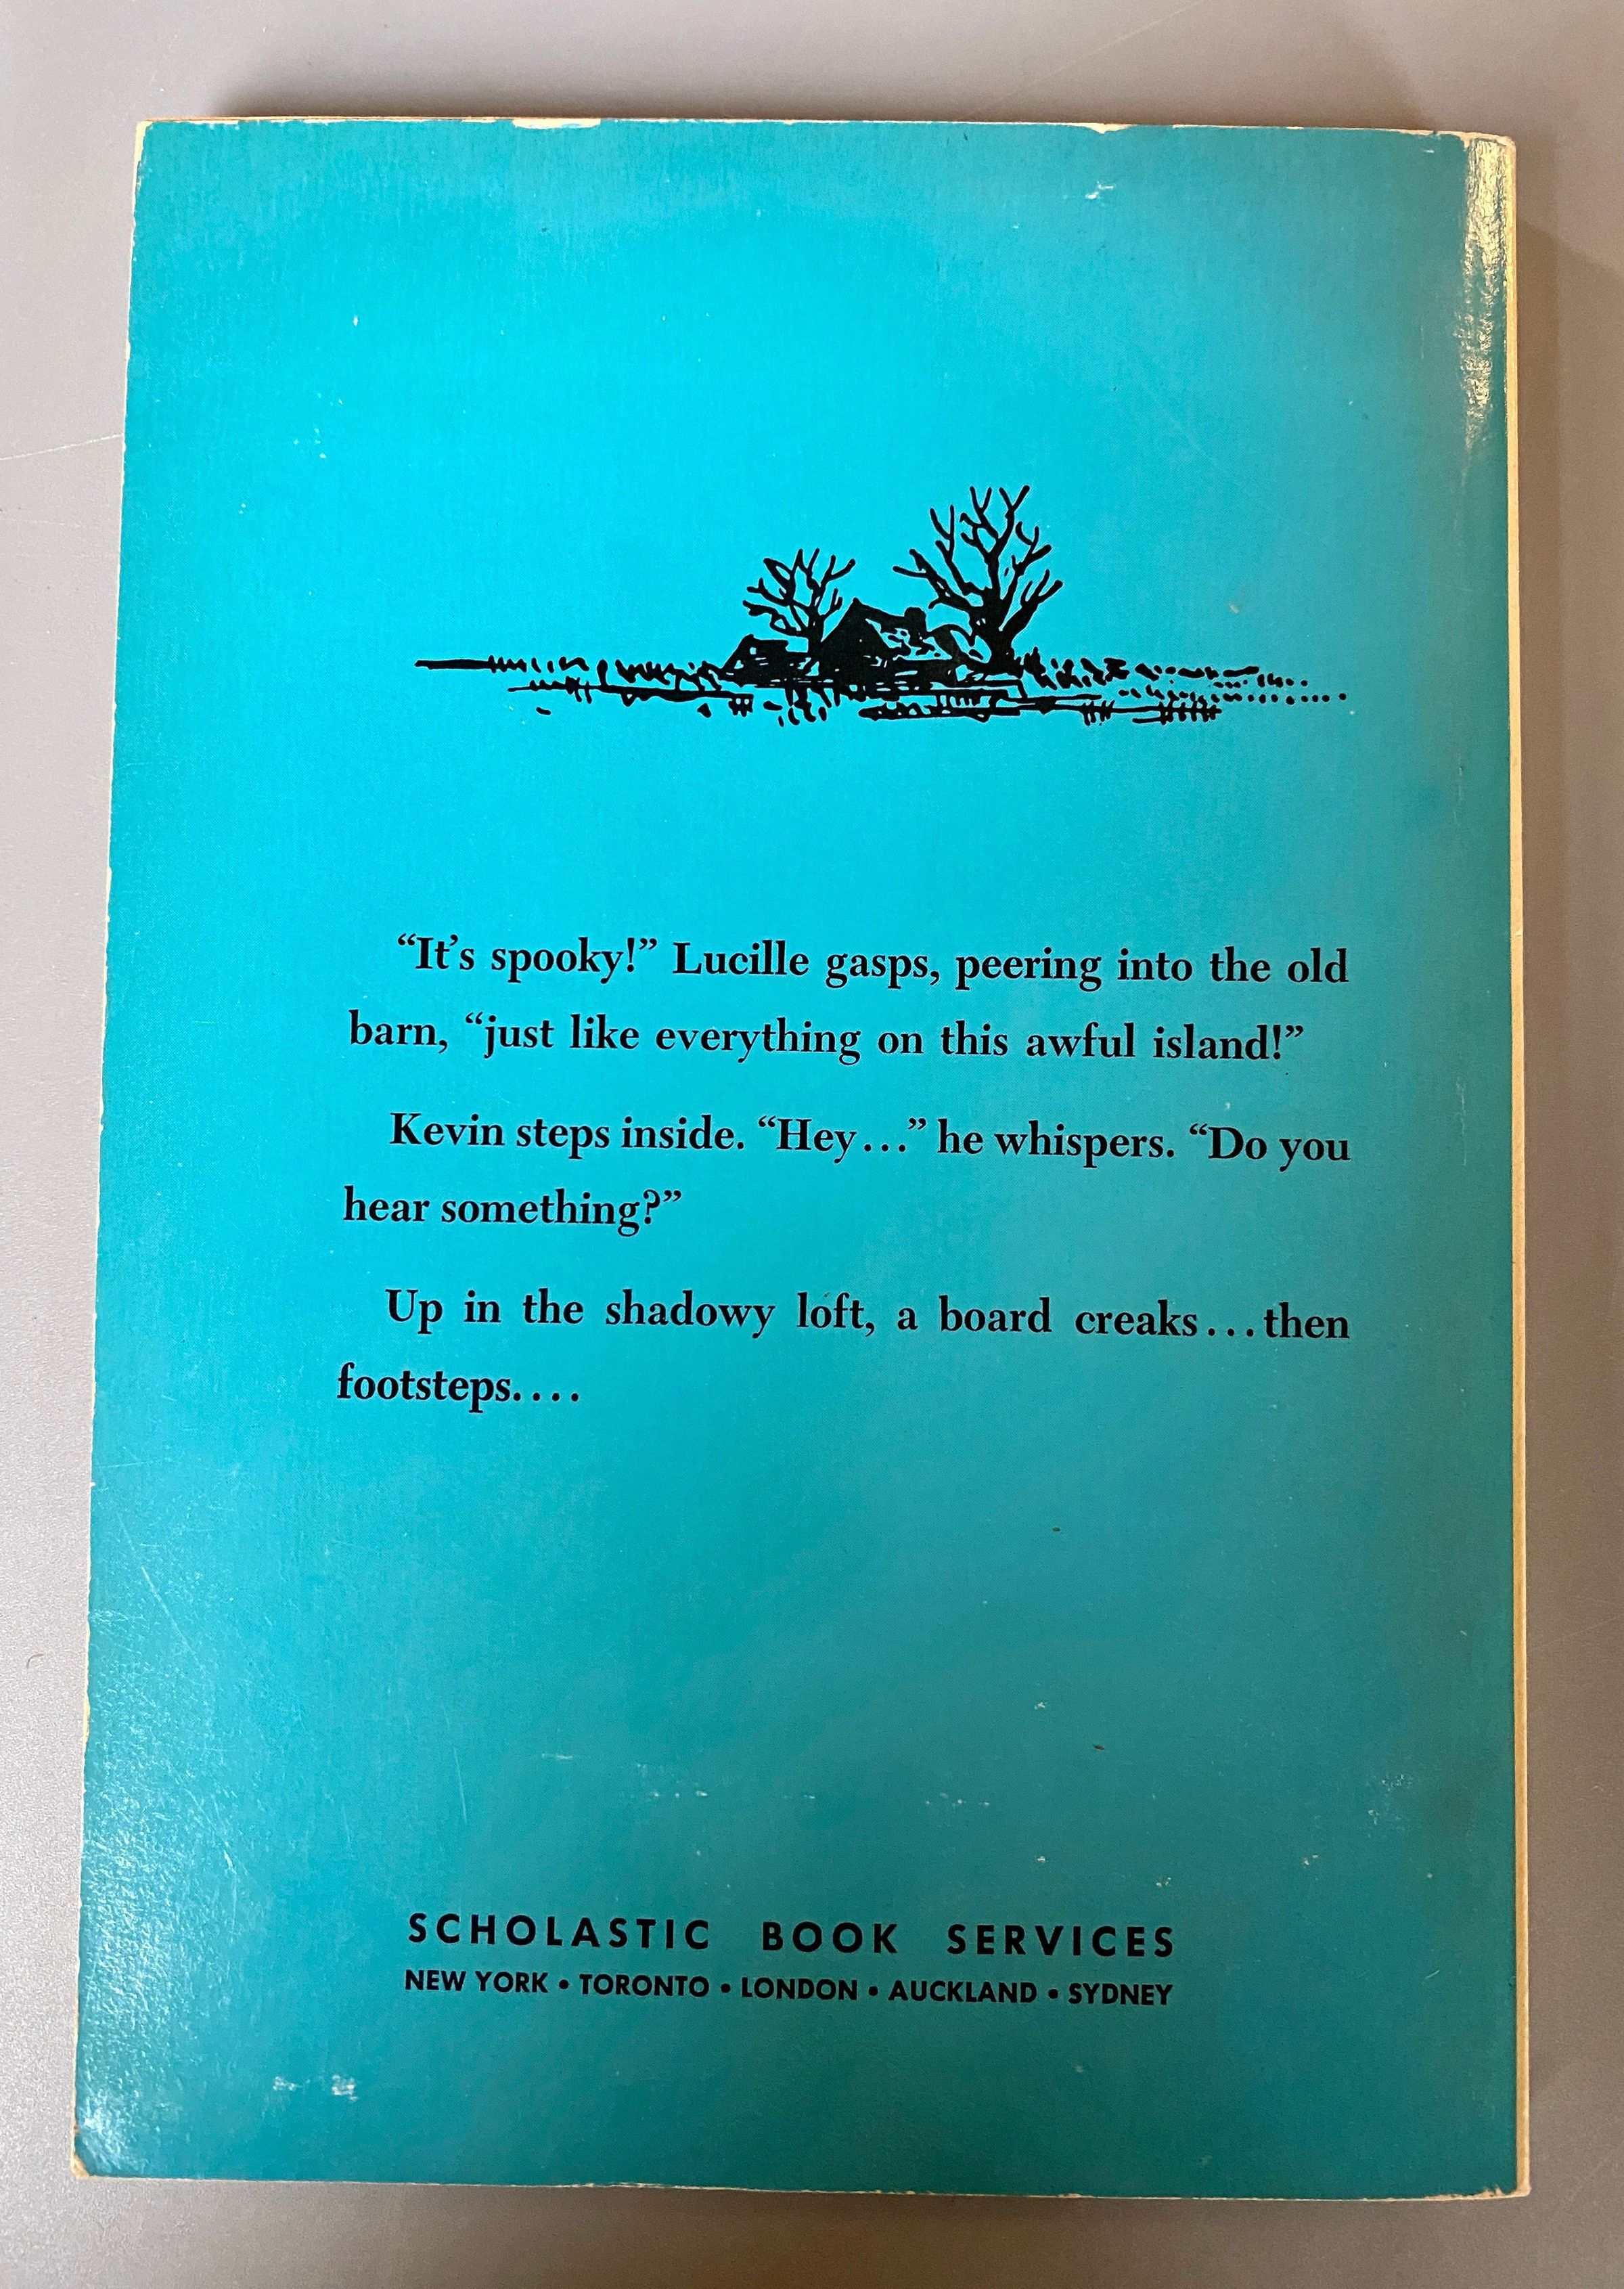 “It’s spooky!” Lucille gasps, peering into the old
barn, “just like everything on this awful island!”
Kevin steps inside. “Hey...” he whispers. “Do you
hear something?”
Up in the shadowy loft, a board creaks...then
footsteps....
SCHOLASTIC BOOK SERVICES
NEW YORK • TORONTO • LONDON • AUCKLAND • SYDNEY